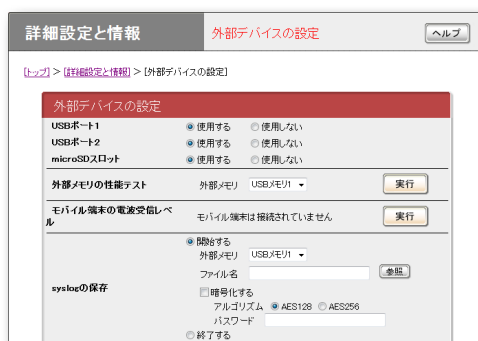 詳細設定と情報
外部デバイスの設定
ヘルプ
[トップ] > [詳細設定と情報] > [外部デバイスの設定]
外部デバイスの設定
USBポート1 使用する 使用しない
USBポート2 使用する 使用しない
microSDスロット 使用する 使用しない
外部メモリの性能テスト 外部メモリ USBメモリ1 実行
モバイル端末の電波受信レベ
ル
モバイル端末は接続されていません 実行
開始する
外部メモリ USBメモリ1
ファイル名 参照
syslogの保存
暗号化する
アルゴリズム AES128 AES256
パスワード
終了する